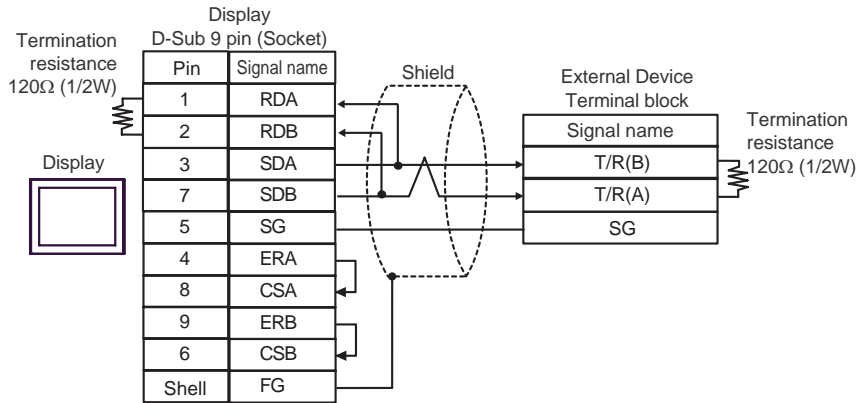 Display
D-Sub 9 pin (Socket)
Termination
resistance
120Ω (1/2W)
Pin Signal name
1 RDA
2 RDB
3 SDA
7 SDB
5 SG
4 ERA
8 CSA
9 ERB
6 CSB
Shell FG
Display
Shield
External Device
Terminal block
Signal name
T/R(B)
T/R(A)
SG
Termination
resistance
120Ω (1/2W)